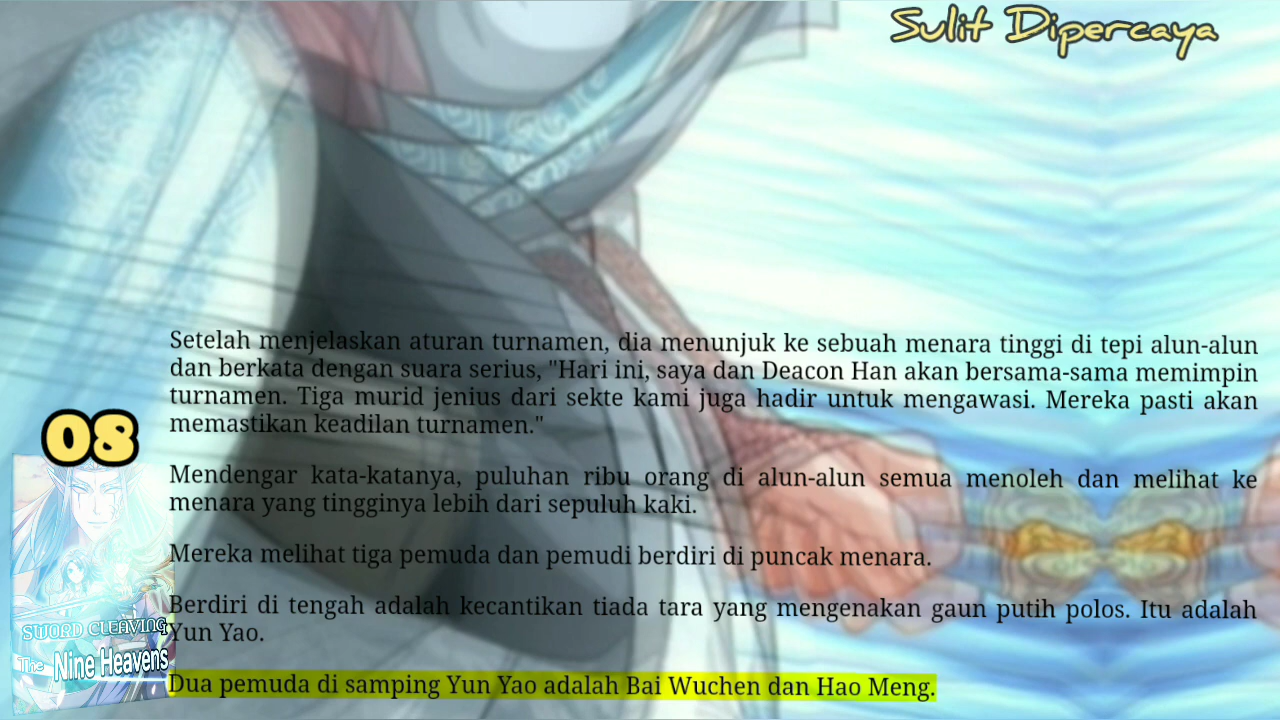 Sulit Dipercaya
Setelah menjelaskan aturan turnamen, dia menunjuk ke sebuah menara tinggi di tepi alun-alun
dan berkata dengan suara serius, "Hari ini, saya dan Deacon Han akan bersama-sama memimpin
turnamen. Tiga murid jenius dari sekte kami juga hadir untuk mengawasi. Mereka pasti akan
memastikan keadilan turnamen."
Mendengar kata-katanya, puluhan ribu orang di alun-alun semua menoleh dan melihat ke
menara yang tingginya lebih dari sepuluh kaki.
Mereka melihat tiga pemuda dan pemudi berdiri di puncak menara.
Berdiri di tengah adalah kecantikan tiada tara yang mengenakan gaun putih polos. Itu adalah
Yun Yao.
Dua pemuda di samping Yun Yao adalah Bai Wuchen dan Hao Meng.
08
SWORD CLEAVING
The Nine Heavens